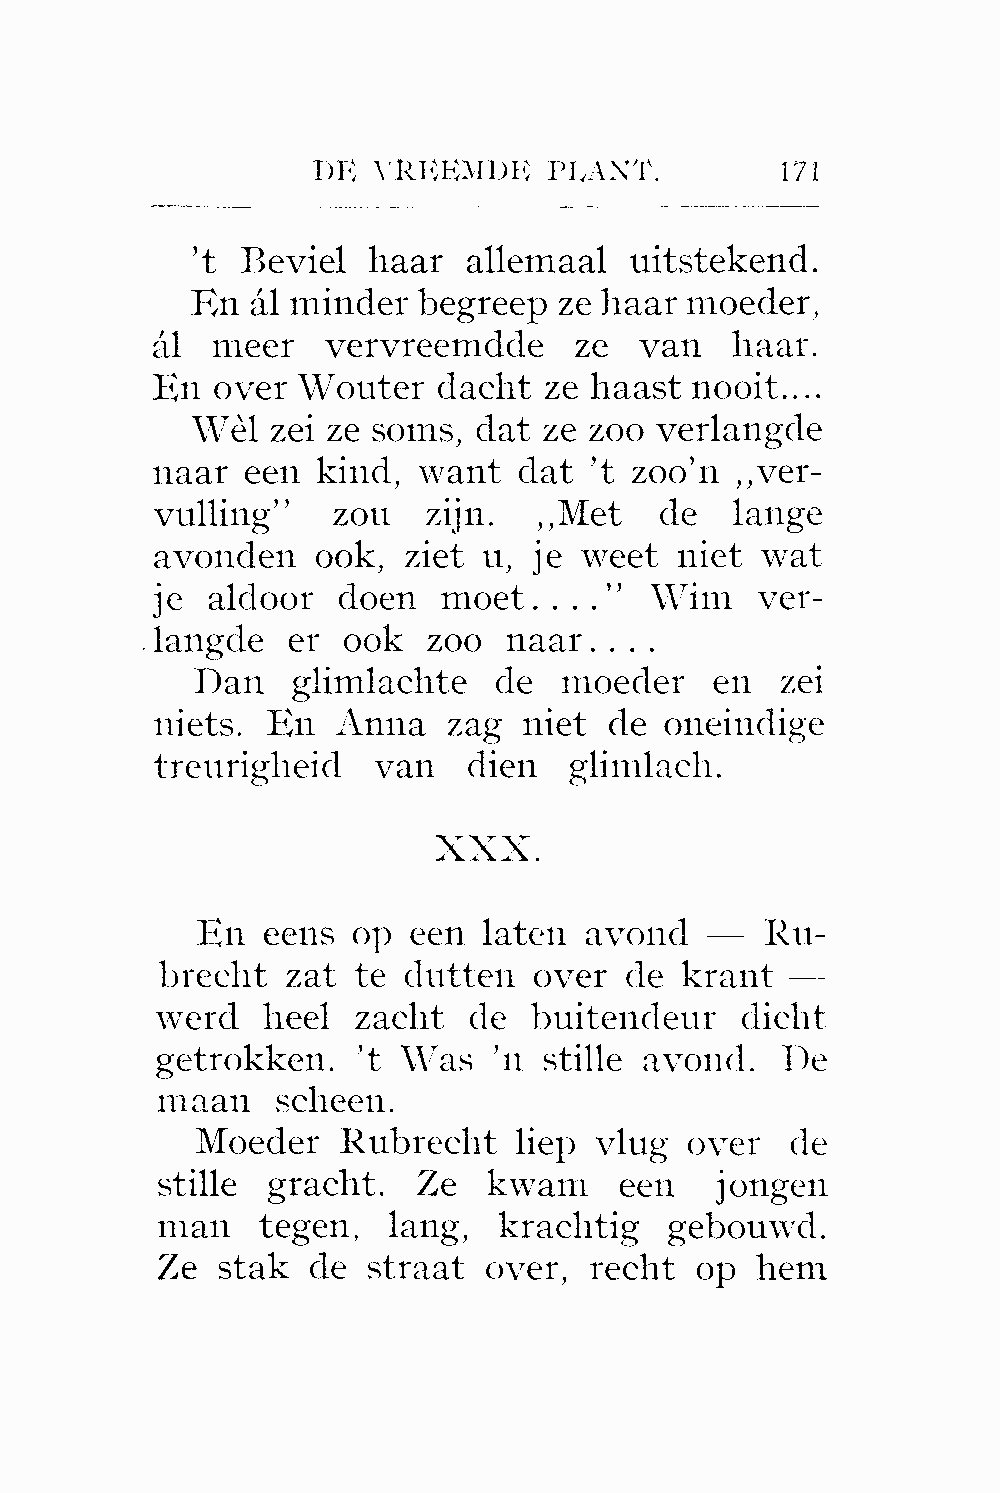 DE VREEMDE PLANT. 171
't Beviel haar allemaal uitstekend.
En ál minder begreep ze haar moeder,
ál meer vervreemdde ze van haar.
En over Wouter dacht ze haast nooit....
Wèl zei ze soms, dat ze zoo verlangde
naar een kind, want dat 't zoo'n ,,ver-
vulling'' zou zijn. ,,Met de lange
avonden ook, ziet u, je weet niet wat
je aldoor doen moet....'' Wim ver-
langde er ook zoo naar....
Dan glimlachte de moeder en zei
niets. En Anna zag niet de oneindige
treurigheid van dien glimlach.
XXX.
En eens op een laten avond — Ru-
brecht zat te dutten over de krant —
werd heel zacht de buitendeur dicht
getrokken. 't Was 'n stille avond. De
maan scheen.
Moeder Rubrecht liep vlug over de
stille gracht. Ze kwam een jongen
man tegen, lang, krachtig gebouwd.
Ze stak de straat over, recht op hem